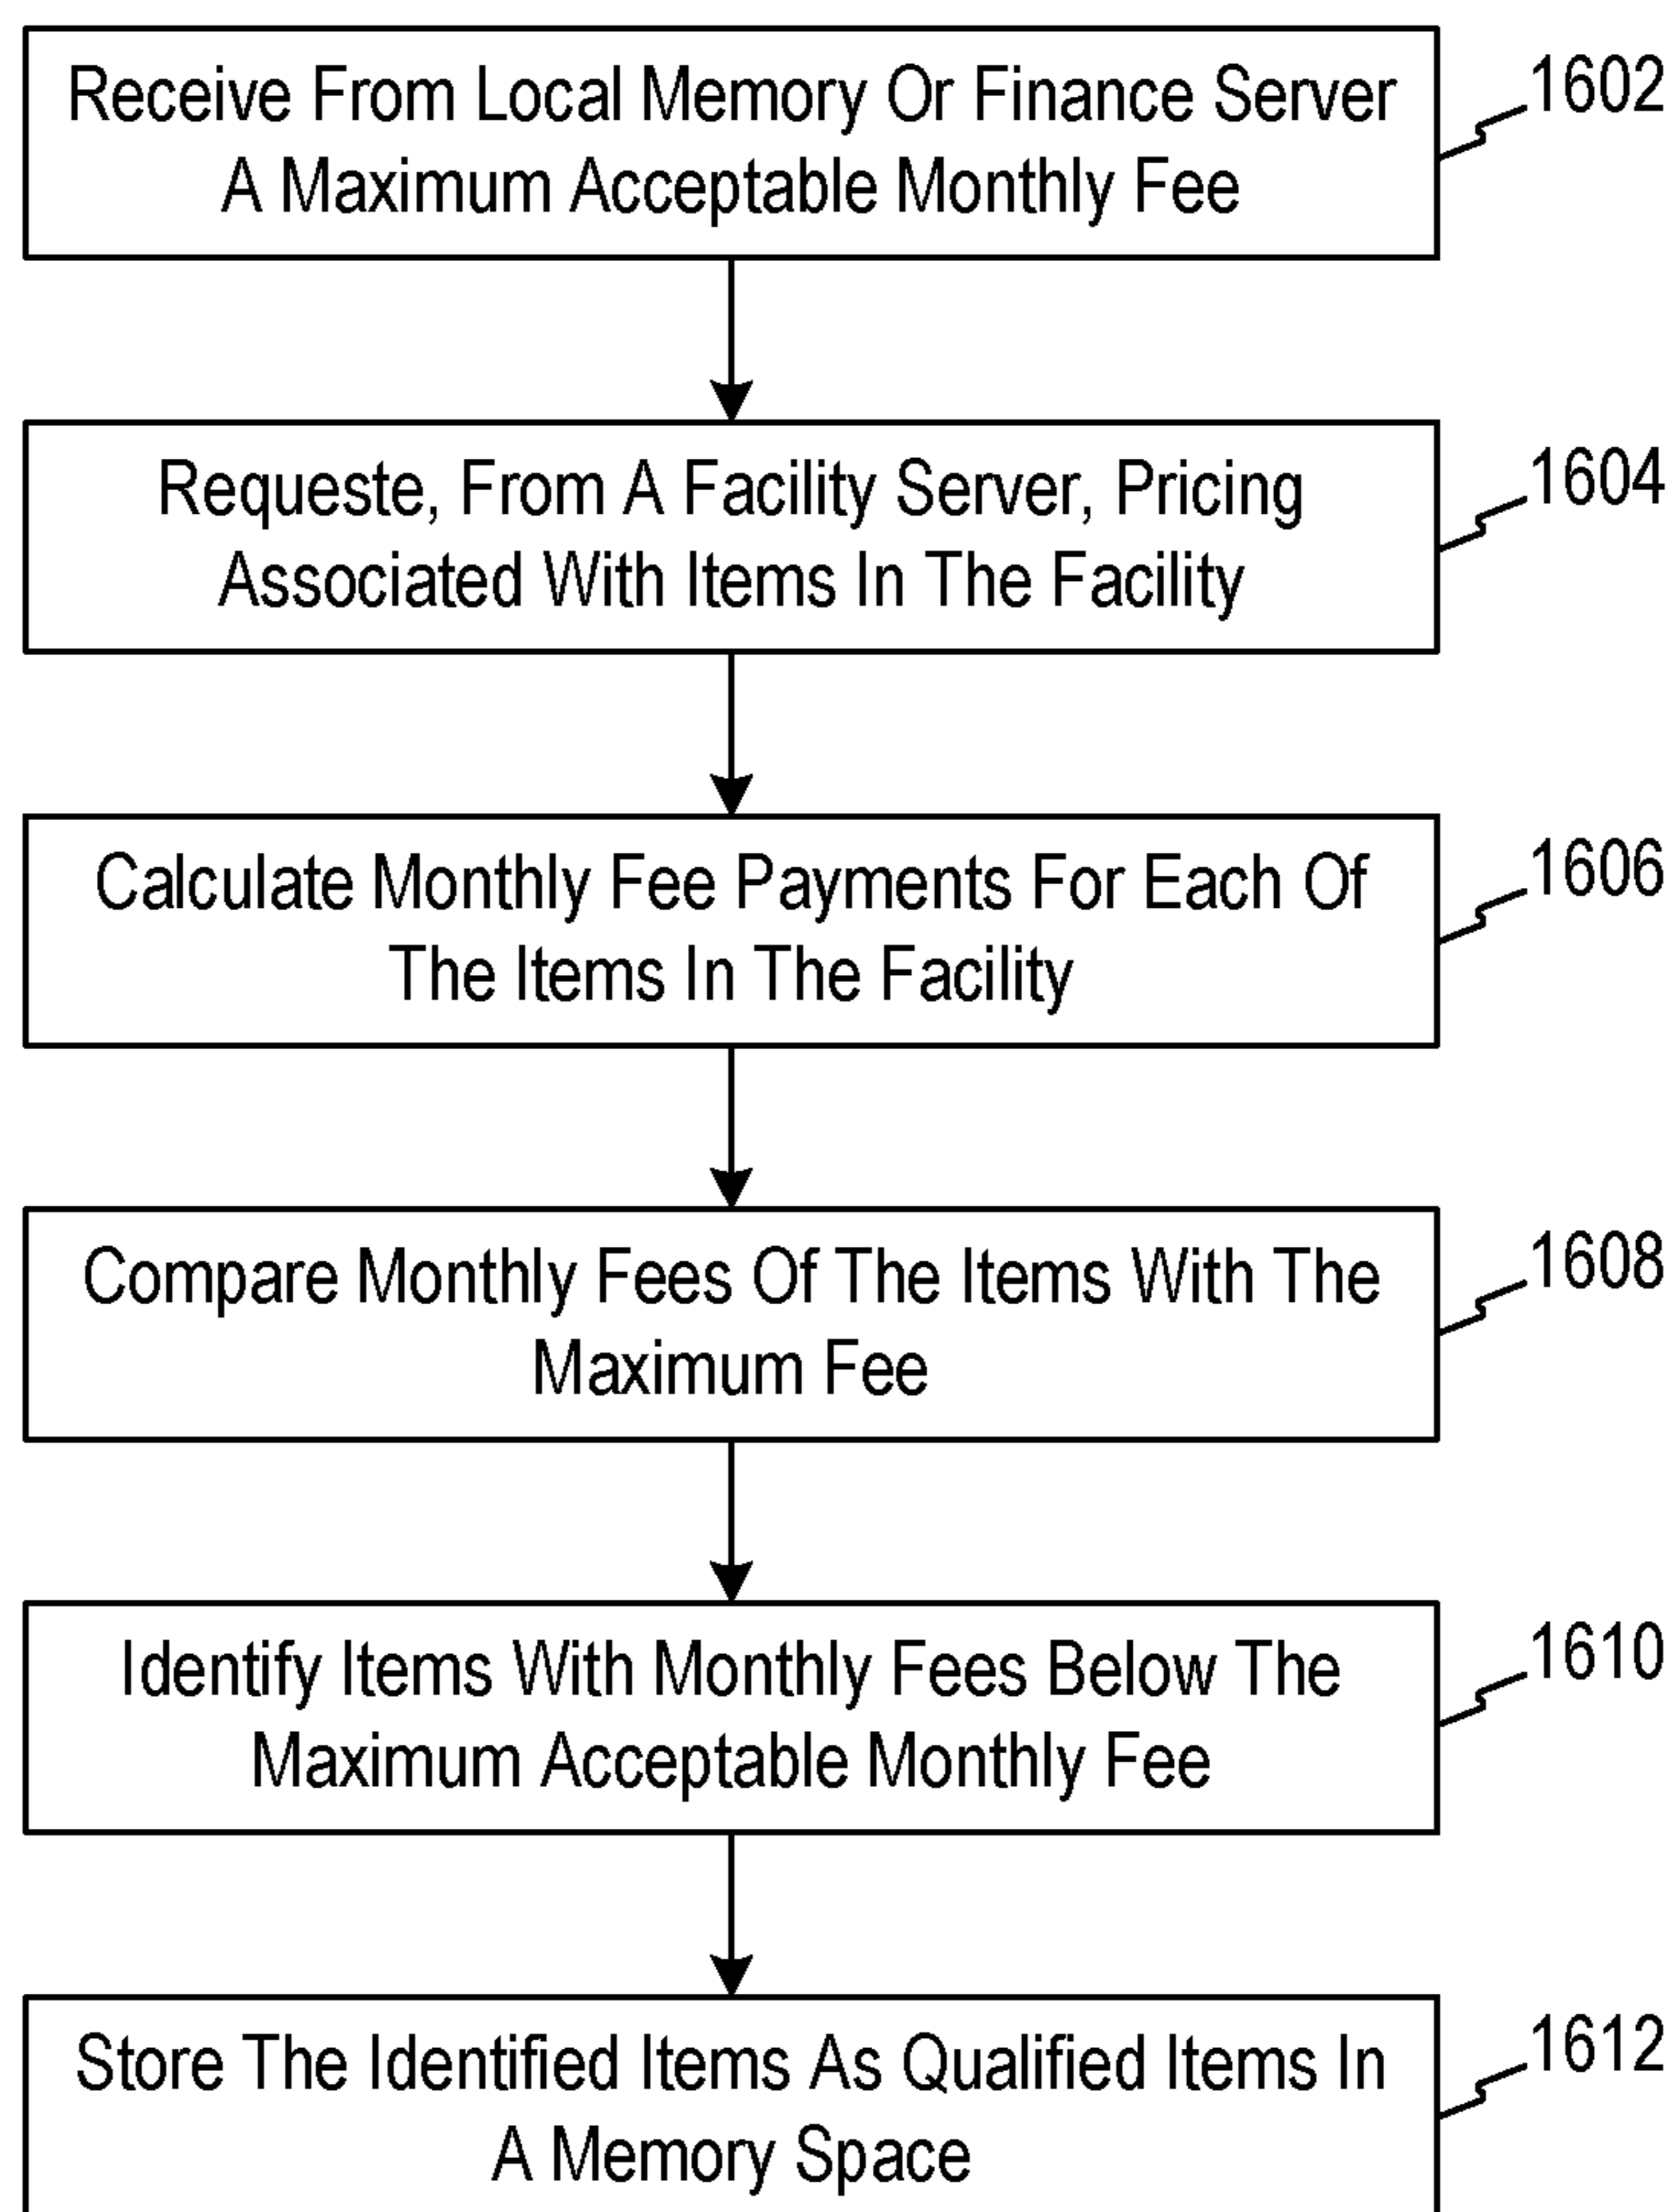 Receive From Local Memory Or Finance Server
A Maximum Acceptable Monthly Fee
1602
Requeste, From A Facility Server, Pricing
Associated With Items In The Facility
1604
Calculate Monthly Fee Payments For Each Of
The Items In The Facility
1606
Compare Monthly Fees Of The Items With The
Maximum Fee
1608
Identify Items With Monthly Fees Below The
Maximum Acceptable Monthly Fee
1610
Store The Identified Items As Qualified Items In
A Memory Space
1612